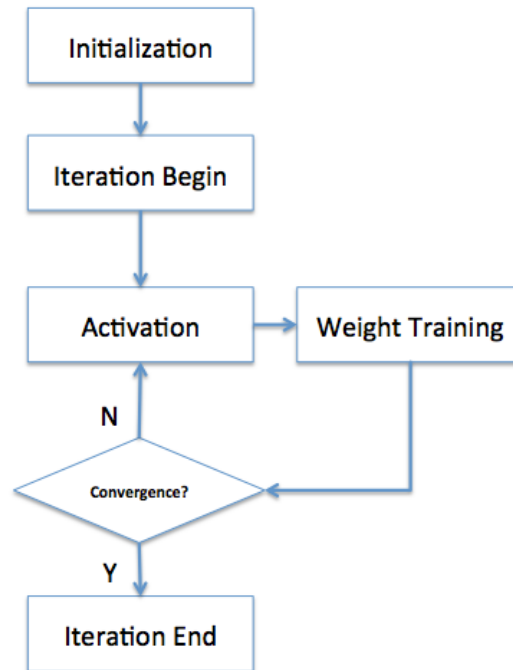 Initialization
Iteration Begin
Activation
Weight Training
N
Convergence?
Y
Iteration End